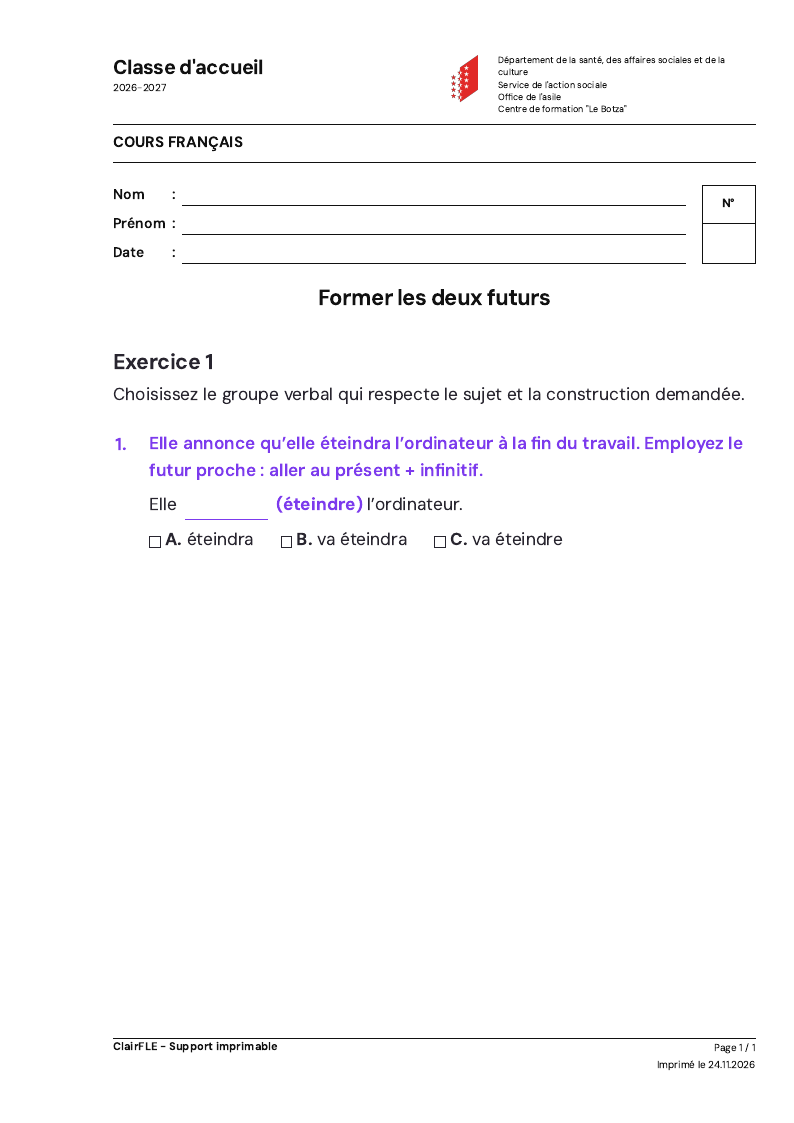 Classe d'accueil
2026-2027
Département de la santé, des affaires sociales et de la
culture
Service de l'action sociale
Office de l'asile
Centre de formation "Le Botza"
COURS FRANÇAIS
Nom :
Prénom :
Date :
N°
Former les deux futurs
Exercice 1
Choisissez le groupe verbal qui respecte le sujet et la construction demandée.
1. Elle annonce qu’elle éteindra l’ordinateur à la fin du travail. Employez le
futur proche : aller au présent + infinitif.
Elle ________ (éteindre) l’ordinateur.
A. éteindra B. va éteindra C. va éteindre
ClairFLE - Support imprimable
Page 1 / 1
Imprimé le 24.11.2026